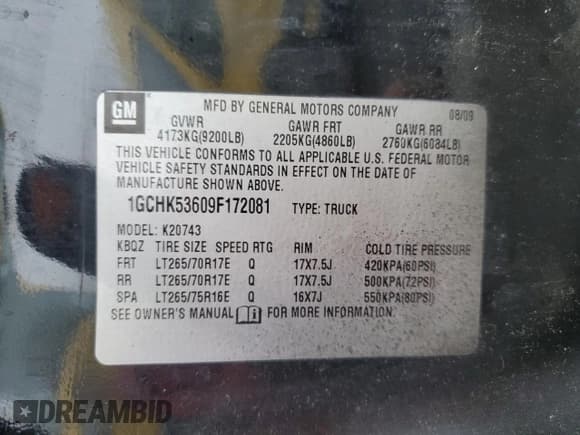 GM
MFD BY GENERAL MOTORS COMPANY 08/09
GVWR GAWR FRT GAWR RR
4173KG(9200LB) 2205KG(4860LB) 2760KG(6084LB)
THIS VEHICLE CONFORMS TO ALL APPLICABLE U.S. FEDERAL MOTOR
VEHICLE SAFETY STANDARDS IN EFFECT ON THE DATE OF
MANUFACTURE SHOWN ABOVE.
1GCHK53609F172081 TYPE: TRUCK
MODEL: K20743
KBQZ TIRE SIZE SPEED RTG RIM COLD TIRE PRESSURE
FRT LT265/70R17E Q 17X7.5J 420KPA(60PSI)
RR LT265/70R17E Q 17X7.5J 500KPA(72PSI)
SPA LT265/75R16E Q 16X7J 550KPA(80PSI)
SEE OWNER'S MANUAL FOR MORE INFORMATION.
DREAMBID